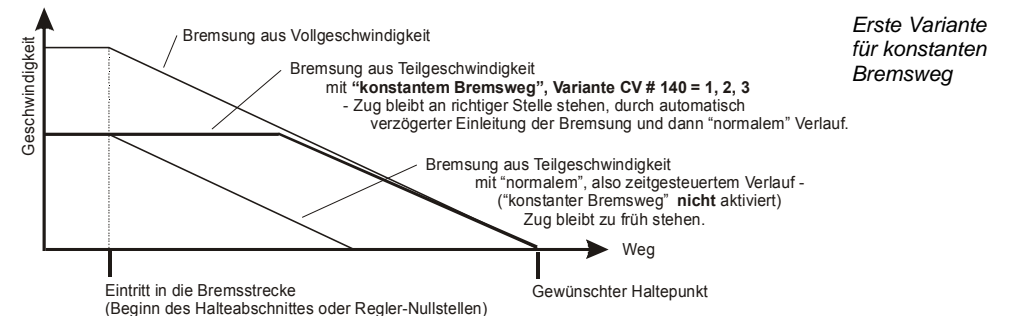 Erste Variante
für konstanten
Bremsweg
Geschwindigkeit
Bremsung aus Vollgeschwindigkeit
Bremsung aus Teilgeschwindigkeit
mit “konstantem Bremsweg”, Variante CV # 140 = 1, 2, 3
- Zug bleibt an richtiger Stelle stehen, durch automatisch
verzögerter Einleitung der Bremsung und dann “normalem” Verlauf.
Bremsung aus Teilgeschwindigkeit
mit “normalem”, also zeitgesteuertem Verlauf -
(“konstanter Bremsweg” nicht aktiviert)
Zug bleibt zu früh stehen.
Weg
Eintritt in die Bremsstrecke
(Beginn des Halteabschnittes oder Regler-Nullstellen)
Gewünschter Haltepunkt